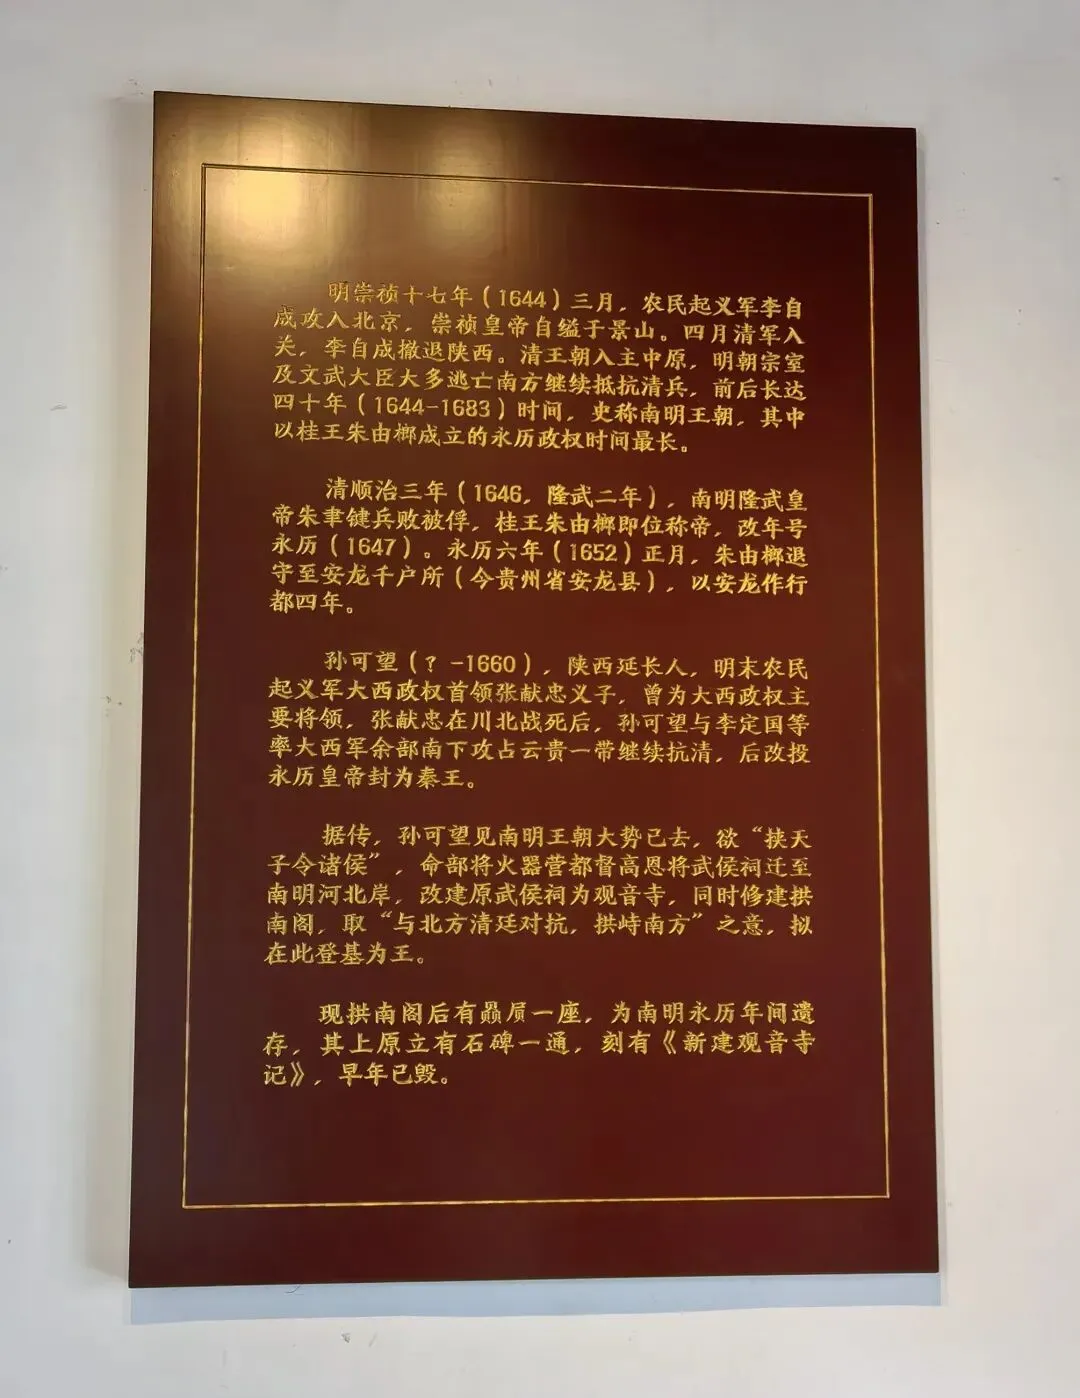 明崇祯十七年（1644）三月，农民起义军李自
成攻入北京，崇祯皇帝自缢于景山。四月清军入
关，李自成撤退陕西。清王朝入主中原，明朝宗室
及文武大臣大多逃亡南方继续抵抗清兵，前后长达
四十年（1644-1683）时间，史称南明王朝，其中
以桂王朱由榔成立的永历政权时间最长。
清顺治三年（1646，隆武二年），南明隆武皇
帝朱聿键兵败被俘，桂王朱由榔即位称帝，改年号
永历（1647）。永历六年（1652）正月，朱由榔退
守至安龙千户所（今贵州省安龙县），以安龙作行
都四年。
孙可望（？-1660），陕西延长人，明末农民
起义军大西政权首领张献忠义子，曾为大西政权主
要将领，张献忠在川北战死后，孙可望与李定国等
率大西军余部南下攻占云贵一带继续抗清，后改投
永历皇帝封为秦王。
据传，孙可望见南明王朝大势已去，欲“挟天
子令诸侯”，命部将火器营都督高恩将武侯祠迁至
南明河北岸，改建原武侯祠为观音寺，同时修建拱
南阁，取“与北方清廷对抗，拱峙南方”之意，拟
在此登基为王。
现拱南阁后有赑屃一座，为南明永历年间遗
存，其上原立有石碑一通，刻有《新建观音寺
记》，早年已毁。